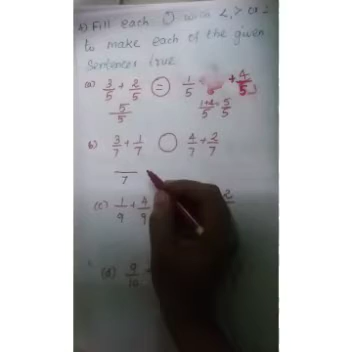 1) Fill each ◯ with <, > or =
to make each of the given
sentences true
(a) 3/5 + 2/5 = 1/5 + 4/5
5/5 1+4/5 = 5/5
(b) 3/7 + 1/7 ◯ 4/7 + 2/7
/7
(c) 1/9 + 4/9 2
(d) 9/10 +